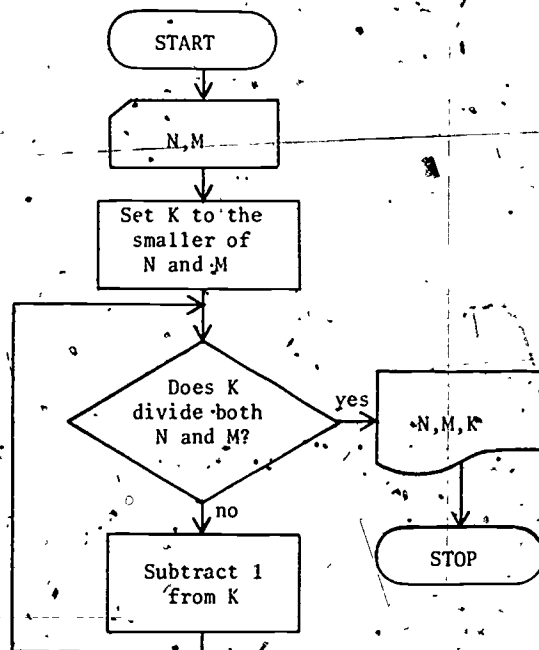 START
N,M
Set K to the
smaller of
N and M
Does K
divide both
N and M?
yes
N,M,K
no
STOP
Subtract 1
from K